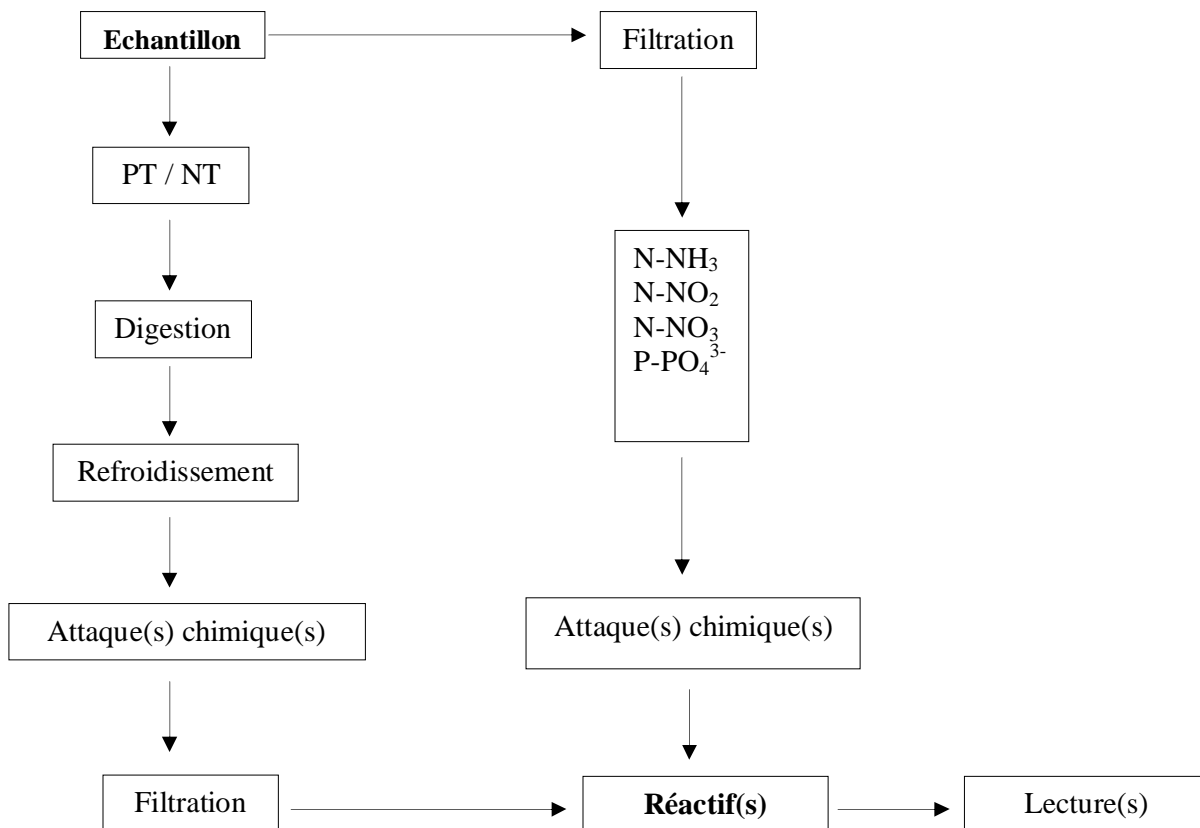 Echantillon
Filtration
PT / NT
N-NH₃
N-NO₂
N-NO₃
P-PO₄³⁻
Digestion
Refroidissement
Attaque(s) chimique(s)
Attaque(s) chimique(s)
Filtration
Réactif(s)
Lecture(s)